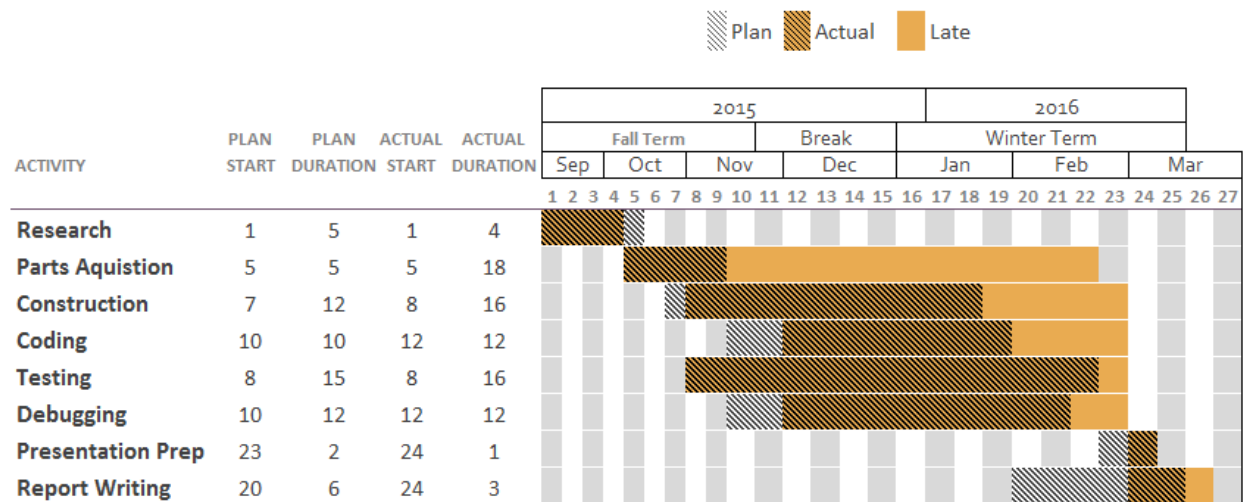 Plan Actual Late
2015 2016
PLAN PLAN ACTUAL ACTUAL Fall Term Break Winter Term
ACTIVITY START DURATION START DURATION Sep Oct Nov Dec Jan Feb Mar
1 2 3 4 5 6 7 8 9 10 11 12 13 14 15 16 17 18 19 20 21 22 23 24 25 26 27
Research 1 5 1 4
Parts Aquistion 5 5 5 18
Construction 7 12 8 16
Coding 10 10 12 12
Testing 8 15 8 16
Debugging 10 12 12 12
Presentation Prep 23 2 24 1
Report Writing 20 6 24 3